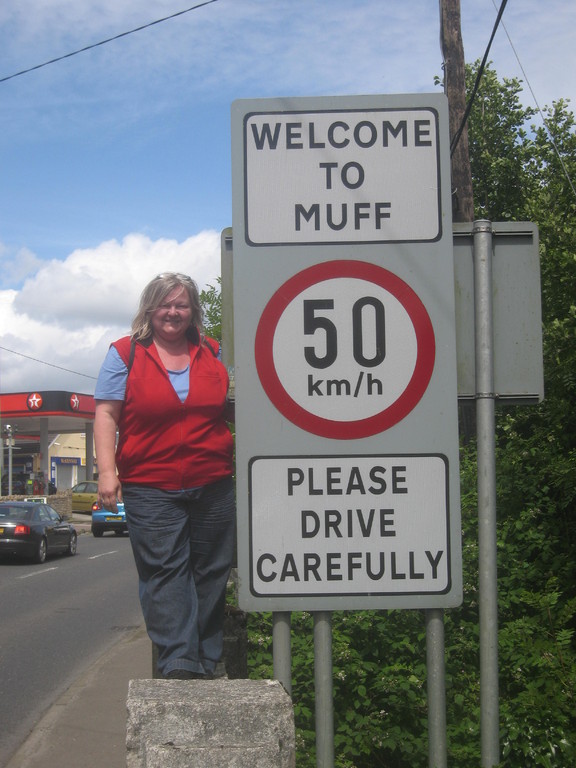 WELCOME
TO
MUFF
50
km/h
PLEASE
DRIVE
CAREFULLY